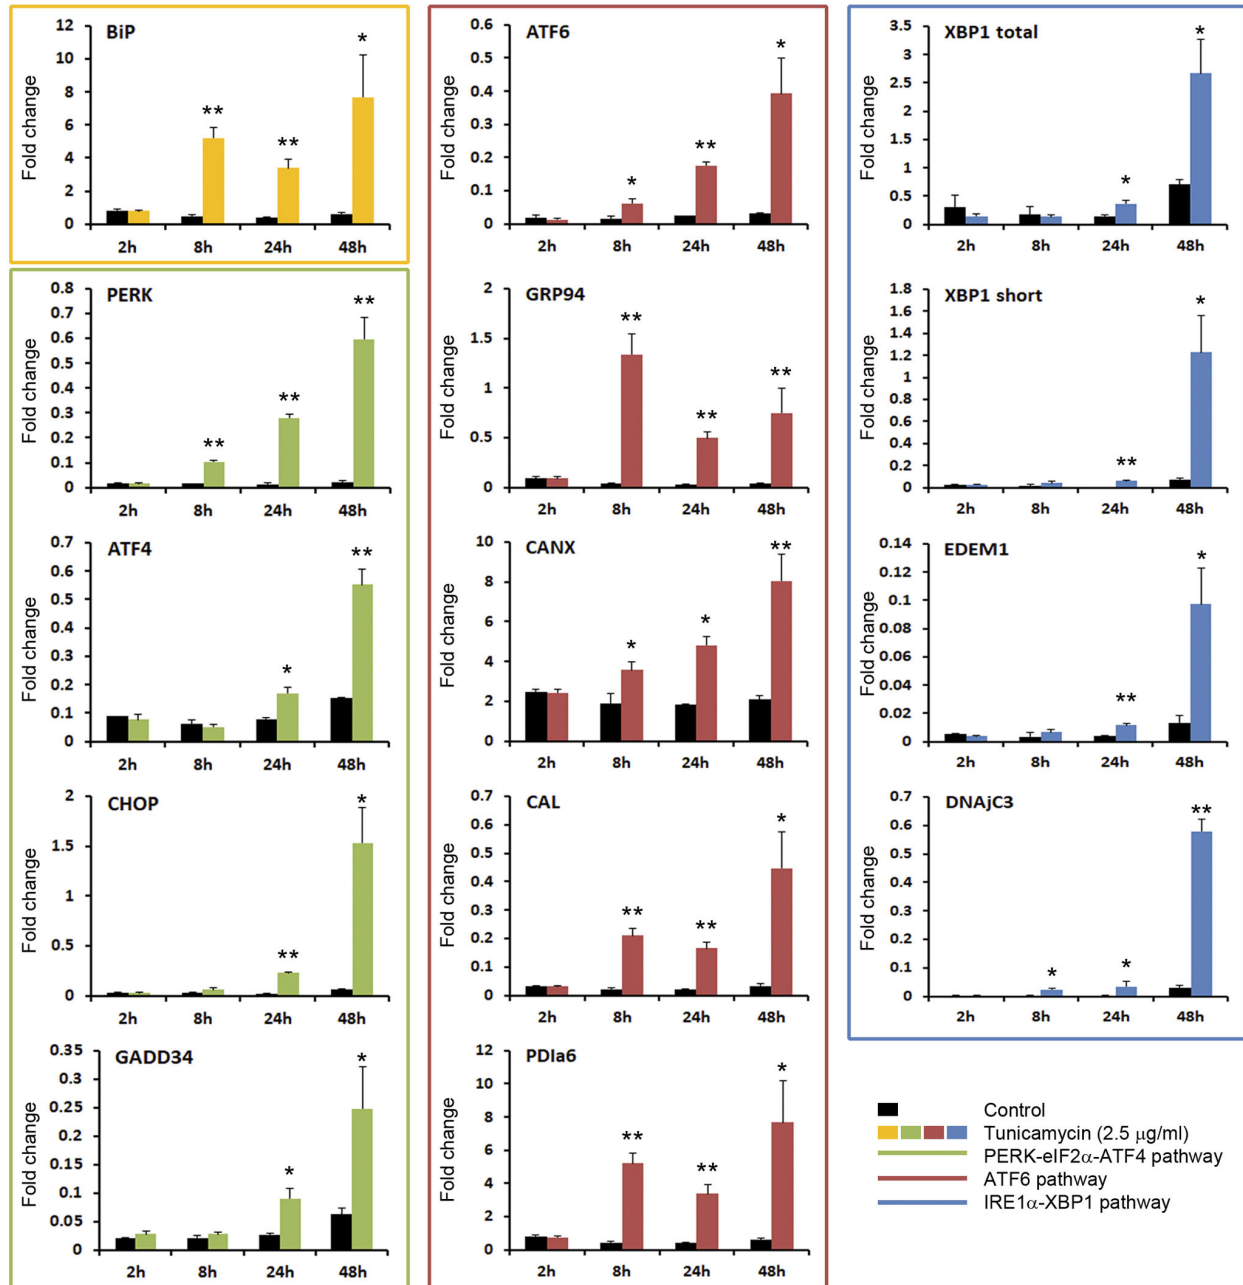 BiP
Fold change
12
10
8
6
4
2
0
*
**
**
2h 8h 24h 48h
PERK
Fold change
0.8
0.7
0.6
0.5
0.4
0.3
0.2
0.1
0
**
**
**
2h 8h 24h 48h
ATF4
Fold change
0.7
0.6
0.5
0.4
0.3
0.2
0.1
0
**
*
2h 8h 24h 48h
CHOP
Fold change
2
1.5
1
0.5
0
*
**
2h 8h 24h 48h
GADD34
Fold change
0.35
0.3
0.25
0.2
0.15
0.1
0.05
0
*
*
2h 8h 24h 48h
ATF6
Fold change
0.6
0.5
0.4
0.3
0.2
0.1
0
*
**
*
2h 8h 24h 48h
GRP94
Fold change
2
1.5
1
0.5
0
**
**
**
2h 8h 24h 48h
CANX
Fold change
10
8
6
4
2
0
**
*
*
2h 8h 24h 48h
CAL
Fold change
0.7
0.6
0.5
0.4
0.3
0.2
0.1
0
*
**
**
2h 8h 24h 48h
PDIa6
Fold change
12
10
8
6
4
2
0
*
**
**
2h 8h 24h 48h
XBP1 total
Fold change
3.5
3
2.5
2
1.5
1
0.5
0
*
*
2h 8h 24h 48h
XBP1 short
Fold change
1.8
1.6
1.4
1.2
1
0.8
0.6
0.4
0.2
0
*
**
2h 8h 24h 48h
EDEM1
Fold change
0.14
0.12
0.1
0.08
0.06
0.04
0.02
0
*
**
2h 8h 24h 48h
DNAjC3
Fold change
0.7
0.6
0.5
0.4
0.3
0.2
0.1
0
**
*
*
2h 8h 24h 48h
Control
Tunicamycin (2.5 µg/ml)
PERK-eIF2α-ATF4 pathway
ATF6 pathway
IRE1α-XBP1 pathway